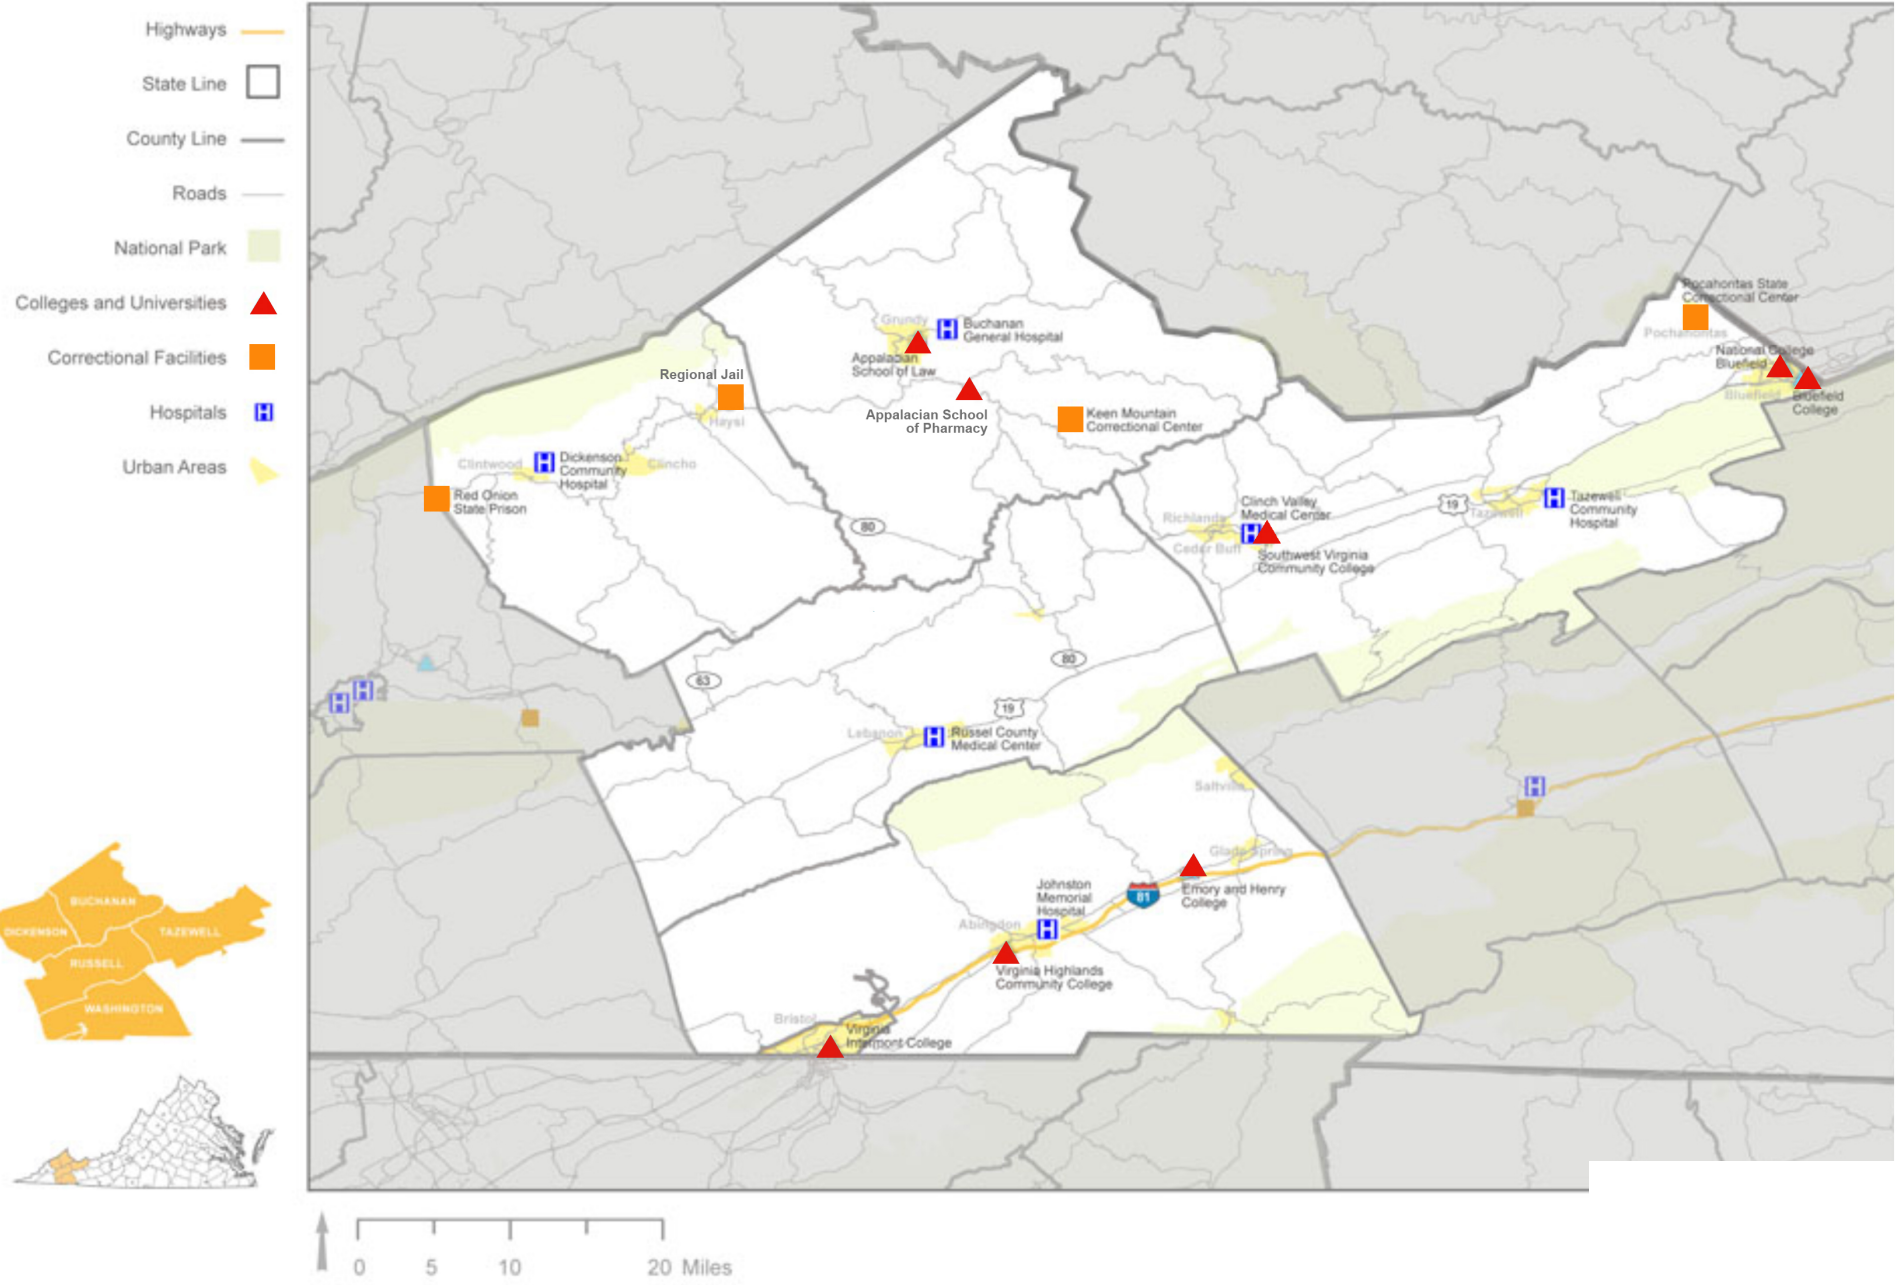 Highways
State Line
County Line
Roads
National Park
Colleges and Universities
Correctional Facilities
Hospitals
Urban Areas
Pocahontas State
Correctional Center
Pocahontas
National College
Bluefield
Bluefield
Bluefield
College
Grundy
Buchanan
General Hospital
Appalacian
School of Law
Regional Jail
Haysi
Appalacian School
of Pharmacy
Keen Mountain
Correctional Center
Clintwood
Dickenson
Community
Hospital
Clincho
Red Onion
State Prison
80
Clinch Valley
Medical Center
Richlands
Cedar Buff
Southwest Virginia
Community College
19
Tazewell
Tazewell
Community
Hospital
80
63
19
Lebanon
Russel County
Medical Center
Saltville
Glade Spring
81
Emory and Henry
College
Johnston
Memorial
Hospital
Abingdon
Virginia Highlands
Community College
Bristol
Virginia
Intermont College
BUCHANAN
DICKENSON
TAZEWELL
RUSSELL
WASHINGTON
0 5 10 20 Miles